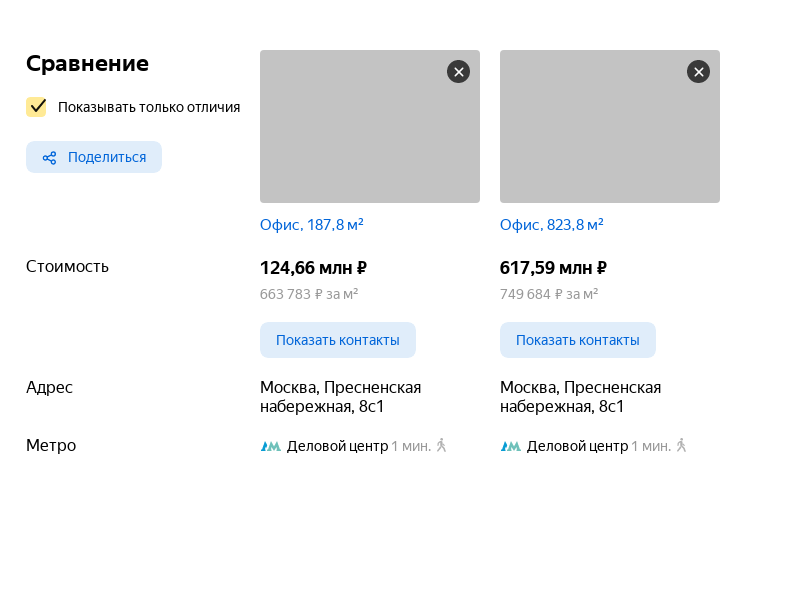 Сравнение
Показывать только отличия
Поделиться
Офис, 187,8 м²
Офис, 823,8 м²
Стоимость
124,66 млн ₽
617,59 млн ₽
663 783 ₽ за м²
749 684 ₽ за м²
Показать контакты
Показать контакты
Адрес
Москва, Пресненская
набережная, 8с1
Москва, Пресненская
набережная, 8с1
Метро
Деловой центр 1 мин.
Деловой центр 1 мин.